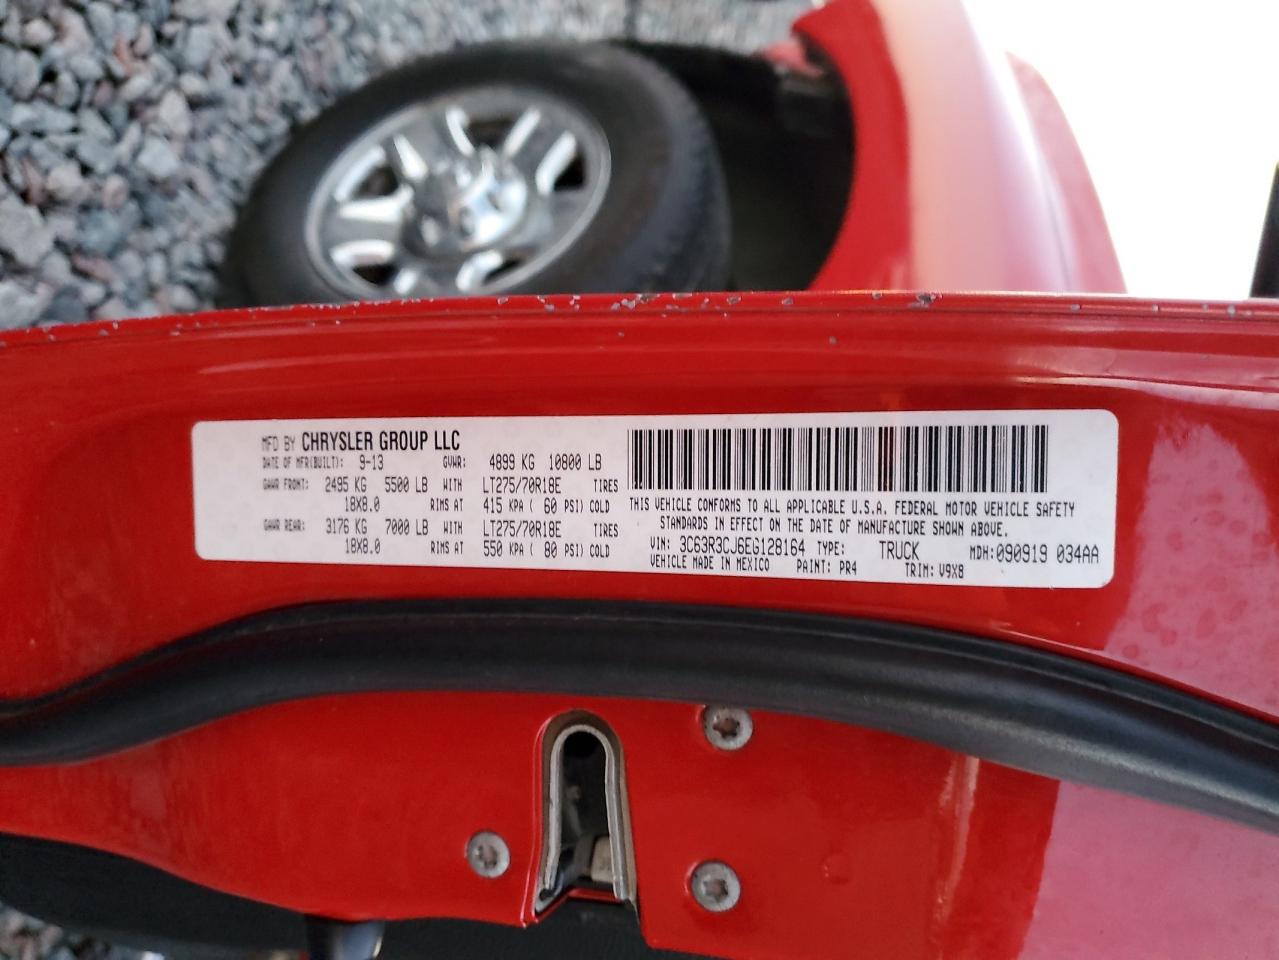 MFD BY CHRYSLER GROUP LLC
DATE OF MFR(BUILT): 9-13 GVWR: 4899 KG 10800 LB
GAWR FRONT: 2495 KG 5500 LB WITH LT275/70R18E TIRES
18X8.0 RIMS AT 415 KPA ( 60 PSI) COLD
GAWR REAR: 3176 KG 7000 LB WITH LT275/70R18E TIRES
18X8.0 RIMS AT 550 KPA ( 80 PSI) COLD
THIS VEHICLE CONFORMS TO ALL APPLICABLE U.S.A. FEDERAL MOTOR VEHICLE SAFETY
STANDARDS IN EFFECT ON THE DATE OF MANUFACTURE SHOWN ABOVE.
VIN: 3C63R3CJ6EG128164 TYPE: TRUCK MDH: 090919 034AA
VEHICLE MADE IN MEXICO PAINT: PR4 TRIM: V9X8